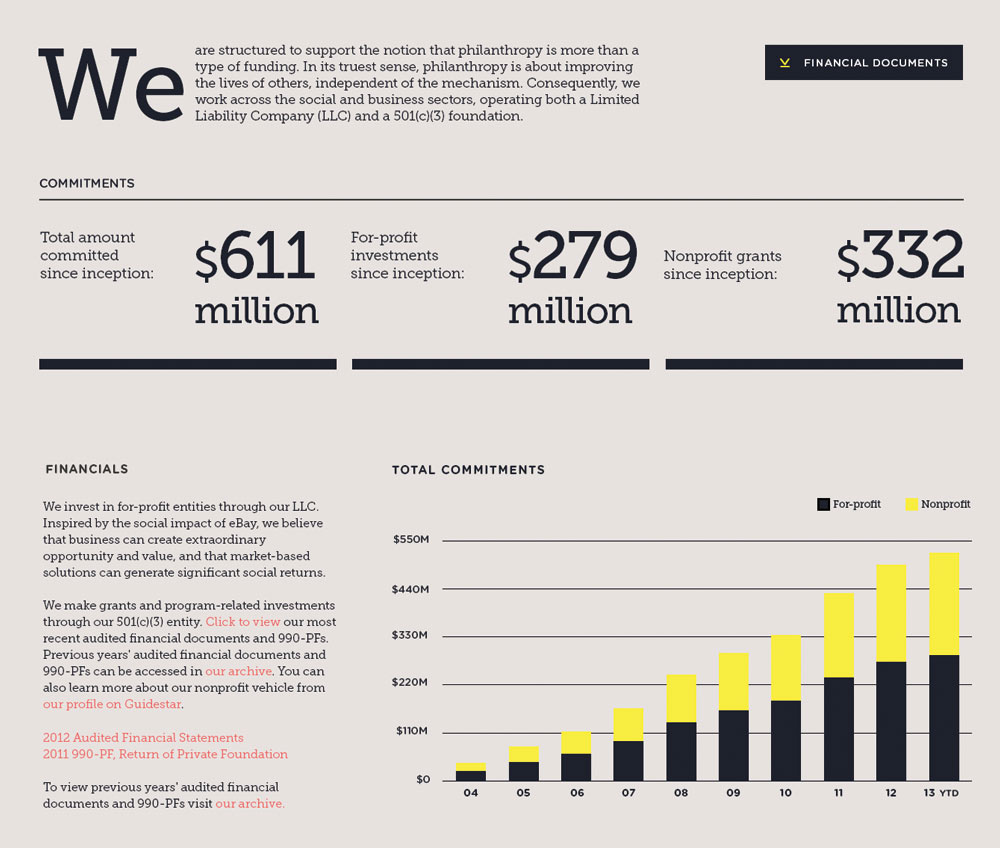 We
are structured to support the notion that philanthropy is more than a
type of funding. In its truest sense, philanthropy is about improving
the lives of others, independent of the mechanism. Consequently, we
work across the social and business sectors, operating both a Limited
Liability Company (LLC) and a 501(c)(3) foundation.
FINANCIAL DOCUMENTS
COMMITMENTS
Total amount
committed
since inception:
$611
million
For-profit
investments
since inception:
$279
million
Nonprofit grants
since inception:
$332
million
FINANCIALS
We invest in for-profit entities through our LLC.
Inspired by the social impact of eBay, we believe
that business can create extraordinary
opportunity and value, and that market-based
solutions can generate significant social returns.
We make grants and program-related investments
through our 501(c)(3) entity. Click to view our most
recent audited financial documents and 990-PFs.
Previous years' audited financial documents and
990-PFs can be accessed in our archive. You can
also learn more about our nonprofit vehicle from
our profile on Guidestar.
2012 Audited Financial Statements
2011 990-PF, Return of Private Foundation
To view previous years' audited financial
documents and 990-PFs visit our archive.
TOTAL COMMITMENTS
For-profit
Nonprofit
$550M
$440M
$330M
$220M
$110M
$0
04 05 06 07 08 09 10 11 12 13 YTD